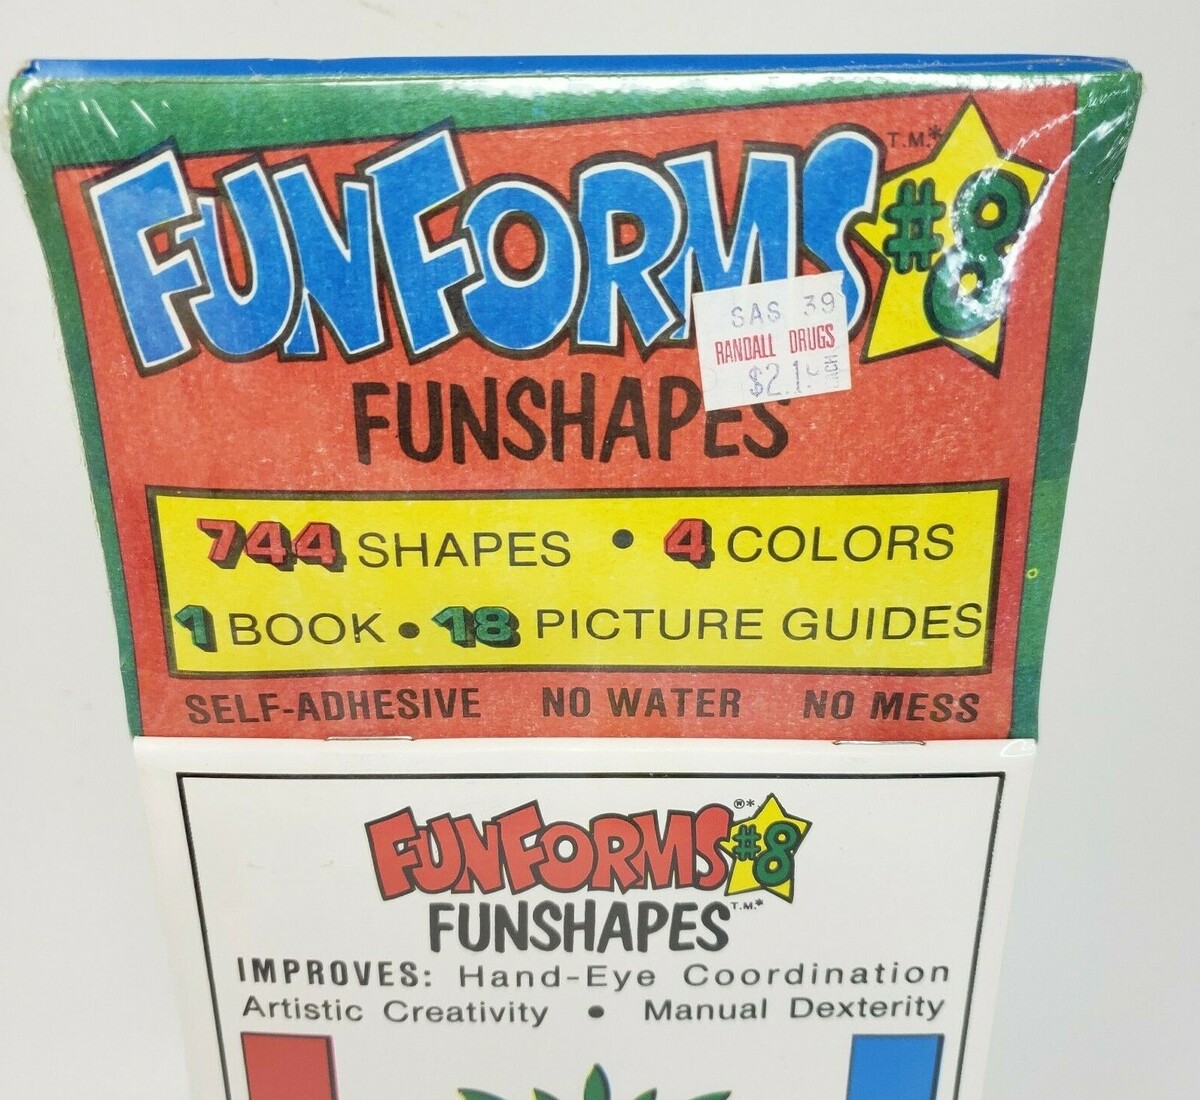 FUNFORMS T.M.* #8
SAS 39
RANDALL DRUGS
EACH
FUNSHAPES
744 SHAPES • 4 COLORS
1 BOOK • 18 PICTURE GUIDES
SELF-ADHESIVE NO WATER NO MESS
FUNFORMS ®* #8
FUNSHAPES T.M.*
IMPROVES: Hand-Eye Coordination
Artistic Creativity • Manual Dexterity